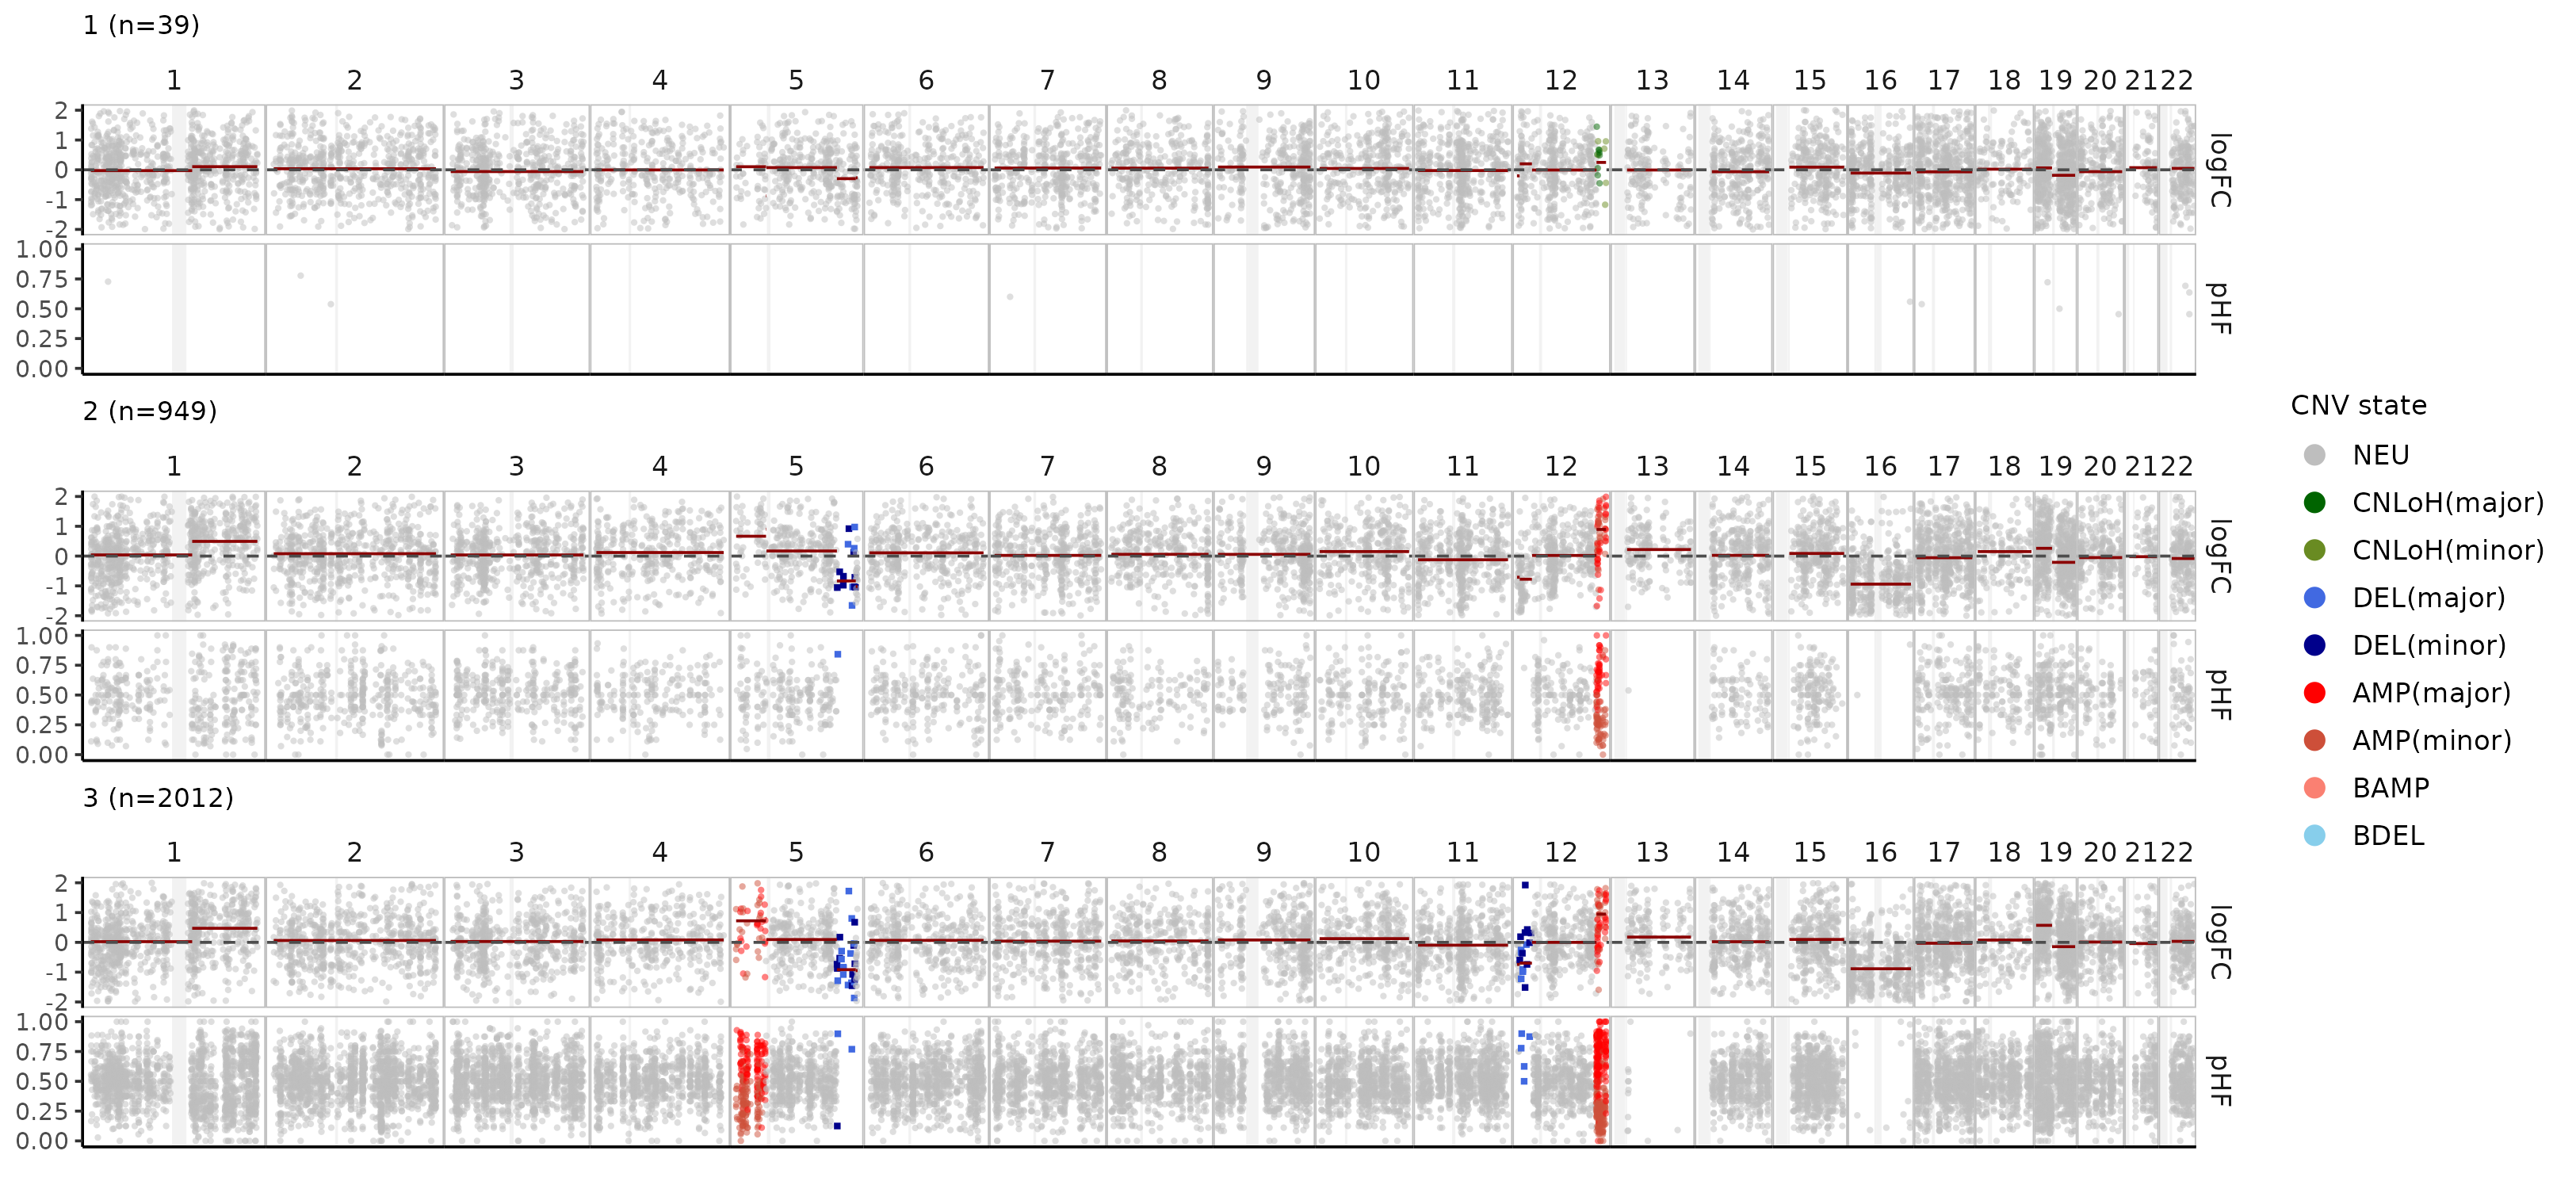 1 (n=39)
1 2 3 4 5 6 7 8 9 10 11 12 13 14 15 16 17 18 19 20 21 22
2
1
0
-1
-2
logFC
1.00
0.75
0.50
0.25
0.00
pHF
2 (n=949)
1 2 3 4 5 6 7 8 9 10 11 12 13 14 15 16 17 18 19 20 21 22
2
1
0
-1
-2
logFC
1.00
0.75
0.50
0.25
0.00
pHF
3 (n=2012)
1 2 3 4 5 6 7 8 9 10 11 12 13 14 15 16 17 18 19 20 21 22
2
1
0
-1
-2
logFC
1.00
0.75
0.50
0.25
0.00
pHF
CNV state
NEU
CNLoH(major)
CNLoH(minor)
DEL(major)
DEL(minor)
AMP(major)
AMP(minor)
BAMP
BDEL